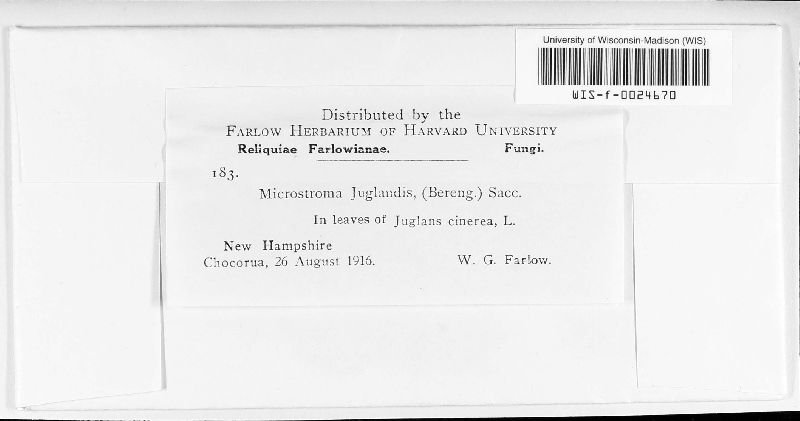 University of Wisconsin-Madison (WIS)
WIS-f-0024670
Distributed by the
FARLOW HERBARIUM OF HARVARD UNIVERSITY
Reliquiae Farlowianae. Fungi.
183.
Microstroma Juglandis, (Bereng.) Sacc.
In leaves of Juglans cinerea, L.
New Hampshire
Chocorua, 26 August 1916. W. G. Farlow.